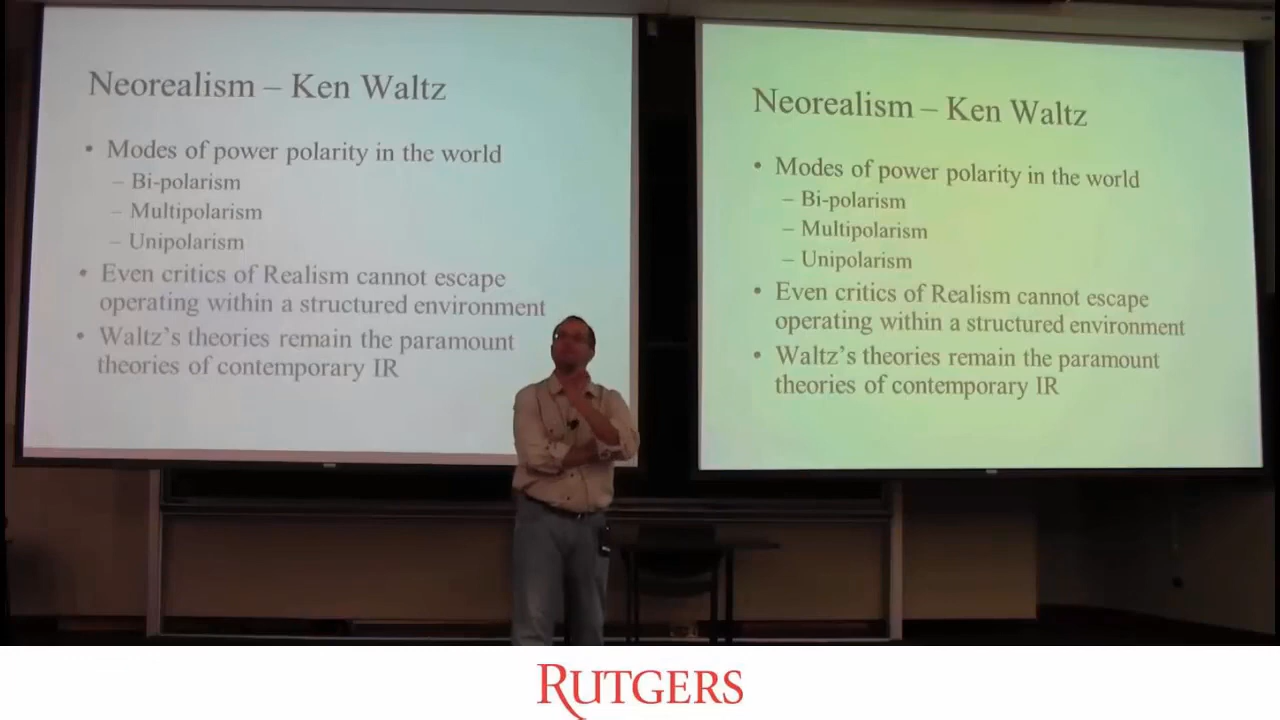 Neorealism – Ken Waltz
• Modes of power polarity in the world
– Bi-polarism
– Multipolarism
– Unipolarism
• Even critics of Realism cannot escape
operating within a structured environment
• Waltz's theories remain the paramount
theories of contemporary IR
Neorealism – Ken Waltz
• Modes of power polarity in the world
– Bi-polarism
– Multipolarism
– Unipolarism
• Even critics of Realism cannot escape
operating within a structured environment
• Waltz's theories remain the paramount
theories of contemporary IR
RUTGERS